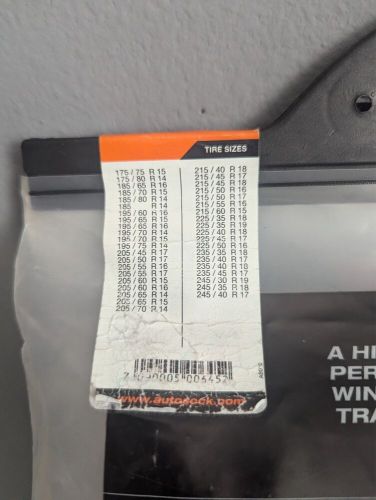 TIRE SIZES
175 / 75 R 15
175 / 80 R 14
185 / 65 R 16
185 / 70 R 15
185 / 80 R 14
185 R 14
195 / 60 R 16
195 / 65 R 15
195 / 65 R 16
195 / 70 R 14
195 / 70 R 15
195 / 75 R 14
205 / 45 R 17
205 / 50 R 17
205 / 55 R 16
205 / 55 R 17
205 / 60 R 15
205 / 60 R 16
205 / 65 R 14
205 / 65 R 15
205 / 70 R 14
215 / 40 R 18
215 / 45 R 17
215 / 45 R 18
215 / 50 R 16
215 / 50 R 17
215 / 55 R 16
215 / 60 R 15
225 / 35 R 18
225 / 35 R 19
225 / 40 R 18
225 / 45 R 17
225 / 50 R 16
235 / 35 R 18
235 / 40 R 17
235 / 40 R 18
235 / 45 R 17
245 / 30 R 19
245 / 35 R 18
245 / 40 R 17
www.autosock.com
A HI
PER
WIN
TRA